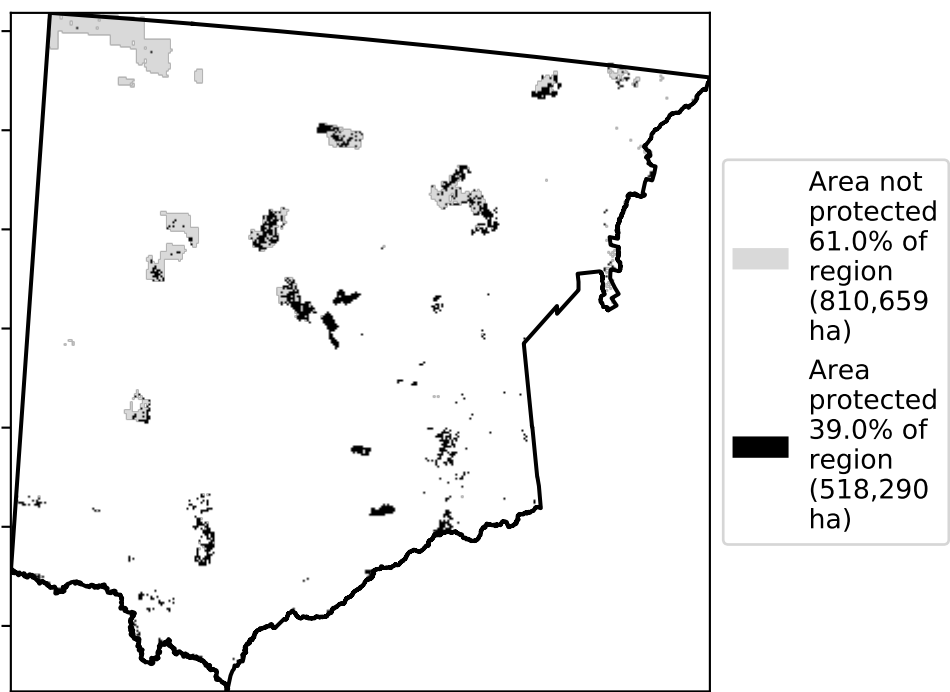 Area not
protected
61.0% of
region
(810,659
ha)
Area
protected
39.0% of
region
(518,290
ha)